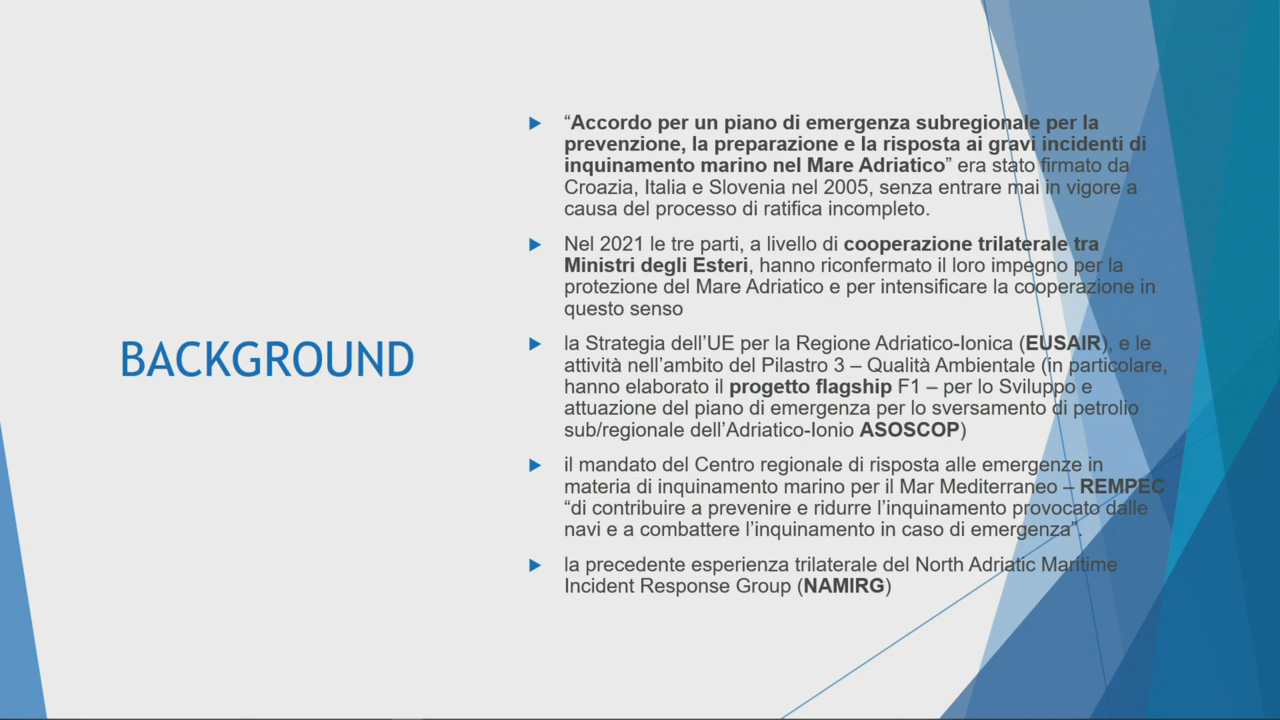 BACKGROUND
“Accordo per un piano di emergenza subregionale per la
prevenzione, la preparazione e la risposta ai gravi incidenti di
inquinamento marino nel Mare Adriatico” era stato firmato da
Croazia, Italia e Slovenia nel 2005, senza entrare mai in vigore a
causa del processo di ratifica incompleto.
Nel 2021 le tre parti, a livello di cooperazione trilaterale tra
Ministri degli Esteri, hanno riconfermato il loro impegno per la
protezione del Mare Adriatico e per intensificare la cooperazione in
questo senso
la Strategia dell’UE per la Regione Adriatico-Ionica (EUSAIR), e le
attività nell’ambito del Pilastro 3 – Qualità Ambientale (in particolare,
hanno elaborato il progetto flagship F1 – per lo Sviluppo e
attuazione del piano di emergenza per lo sversamento di petrolio
sub/regionale dell’Adriatico-Ionio ASOSCOP)
il mandato del Centro regionale di risposta alle emergenze in
materia di inquinamento marino per il Mar Mediterraneo – REMPEC
“di contribuire a prevenire e ridurre l’inquinamento provocato dalle
navi e a combattere l’inquinamento in caso di emergenza”.
la precedente esperienza trilaterale del North Adriatic Maritime
Incident Response Group (NAMIRG)